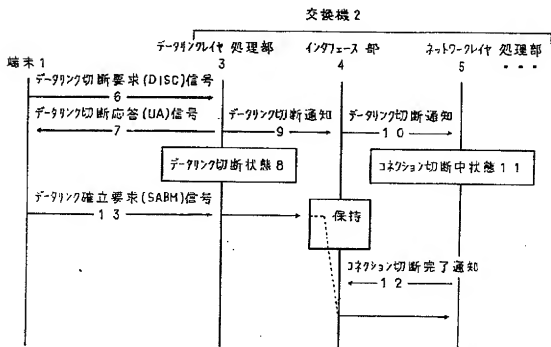 交換機2
データリンクレイヤ 処理部 インタフェース 部 ネットワークレイヤ 処理部
端末1 3 4 5 ・・・
データリンク切断要求(DISC)信号
6
データリンク切断応答(UA)信号 データリンク切断通知 データリンク切断通知
7 9 10
データリンク切断状態8 コネクション切断中状態11
データリンク確立要求(SABM)信号
13 保持
コネクション切断完了通知
12